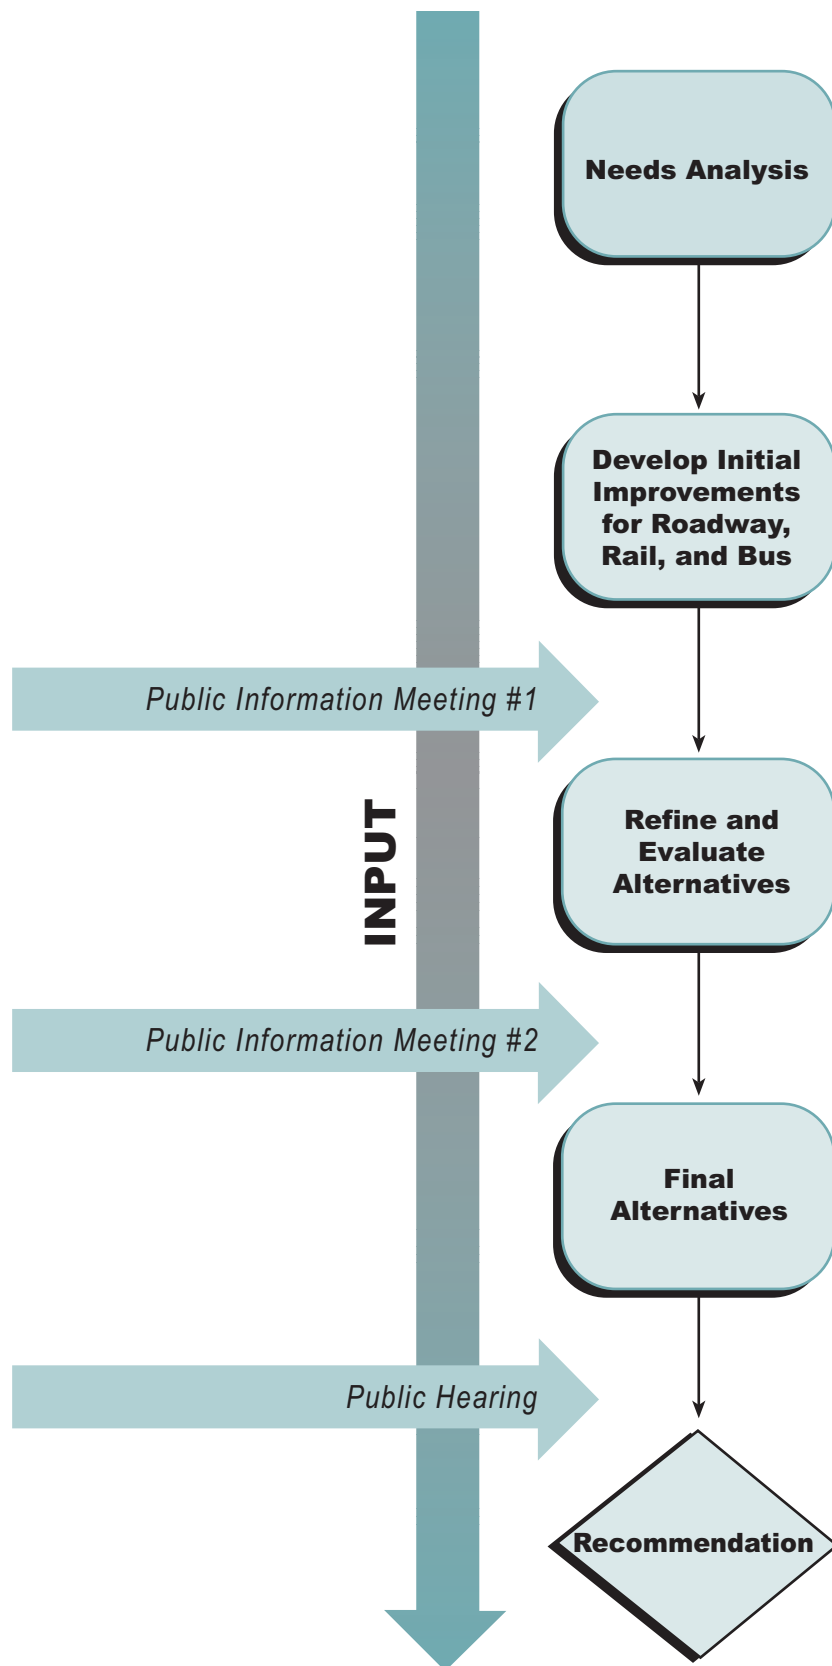 Needs Analysis
Develop Initial
Improvements
for Roadway,
Rail, and Bus
Public Information Meeting #1
INPUT
Refine and
Evaluate
Alternatives
Public Information Meeting #2
Final
Alternatives
Public Hearing
Recommendation